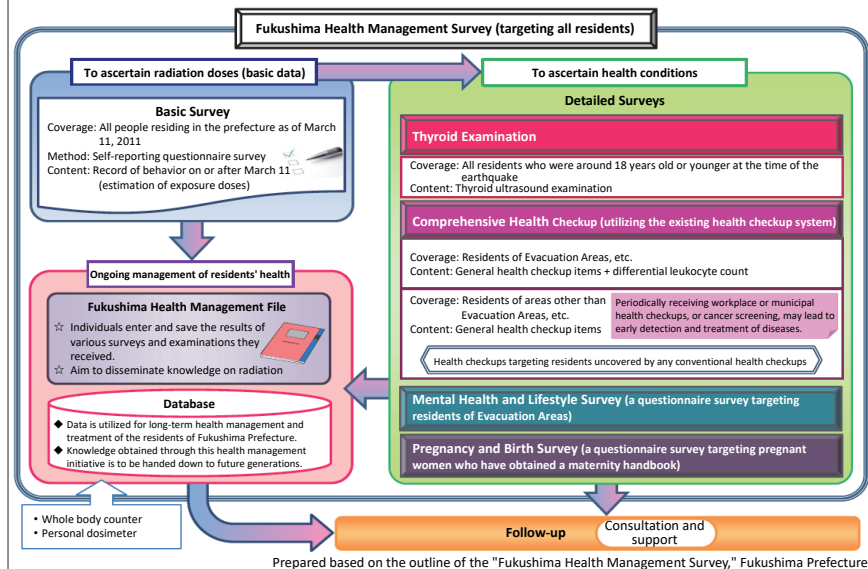 Fukushima Health Management Survey (targeting all residents)
To ascertain radiation doses (basic data)
Basic Survey
Coverage: All people residing in the prefecture as of March
11, 2011
Method: Self-reporting questionnaire survey
Content: Record of behavior on or after March 11
(estimation of exposure doses)
To ascertain health conditions
Detailed Surveys
Thyroid Examination
Coverage: All residents who were around 18 years old or younger at the time of the
earthquake
Content: Thyroid ultrasound examination
Comprehensive Health Checkup (utilizing the existing health checkup system)
Coverage: Residents of Evacuation Areas, etc.
Content: General health checkup items + differential leukocyte count
Coverage: Residents of areas other than
Evacuation Areas, etc.
Content: General health checkup items
Periodically receiving workplace or municipal
health checkups, or cancer screening, may lead to
early detection and treatment of diseases.
Health checkups targeting residents uncovered by any conventional health checkups
Mental Health and Lifestyle Survey (a questionnaire survey targeting
residents of Evacuation Areas)
Pregnancy and Birth Survey (a questionnaire survey targeting pregnant
women who have obtained a maternity handbook)
Ongoing management of residents' health
Fukushima Health Management File
☆ Individuals enter and save the results of
various surveys and examinations they
received.
☆ Aim to disseminate knowledge on radiation
Database
◆ Data is utilized for long-term health management and
treatment of the residents of Fukushima Prefecture.
◆ Knowledge obtained through this health management
initiative is to be handed down to future generations.
• Whole body counter
• Personal dosimeter
Follow-up
Consultation and
support
Prepared based on the outline of the "Fukushima Health Management Survey," Fukushima Prefecture